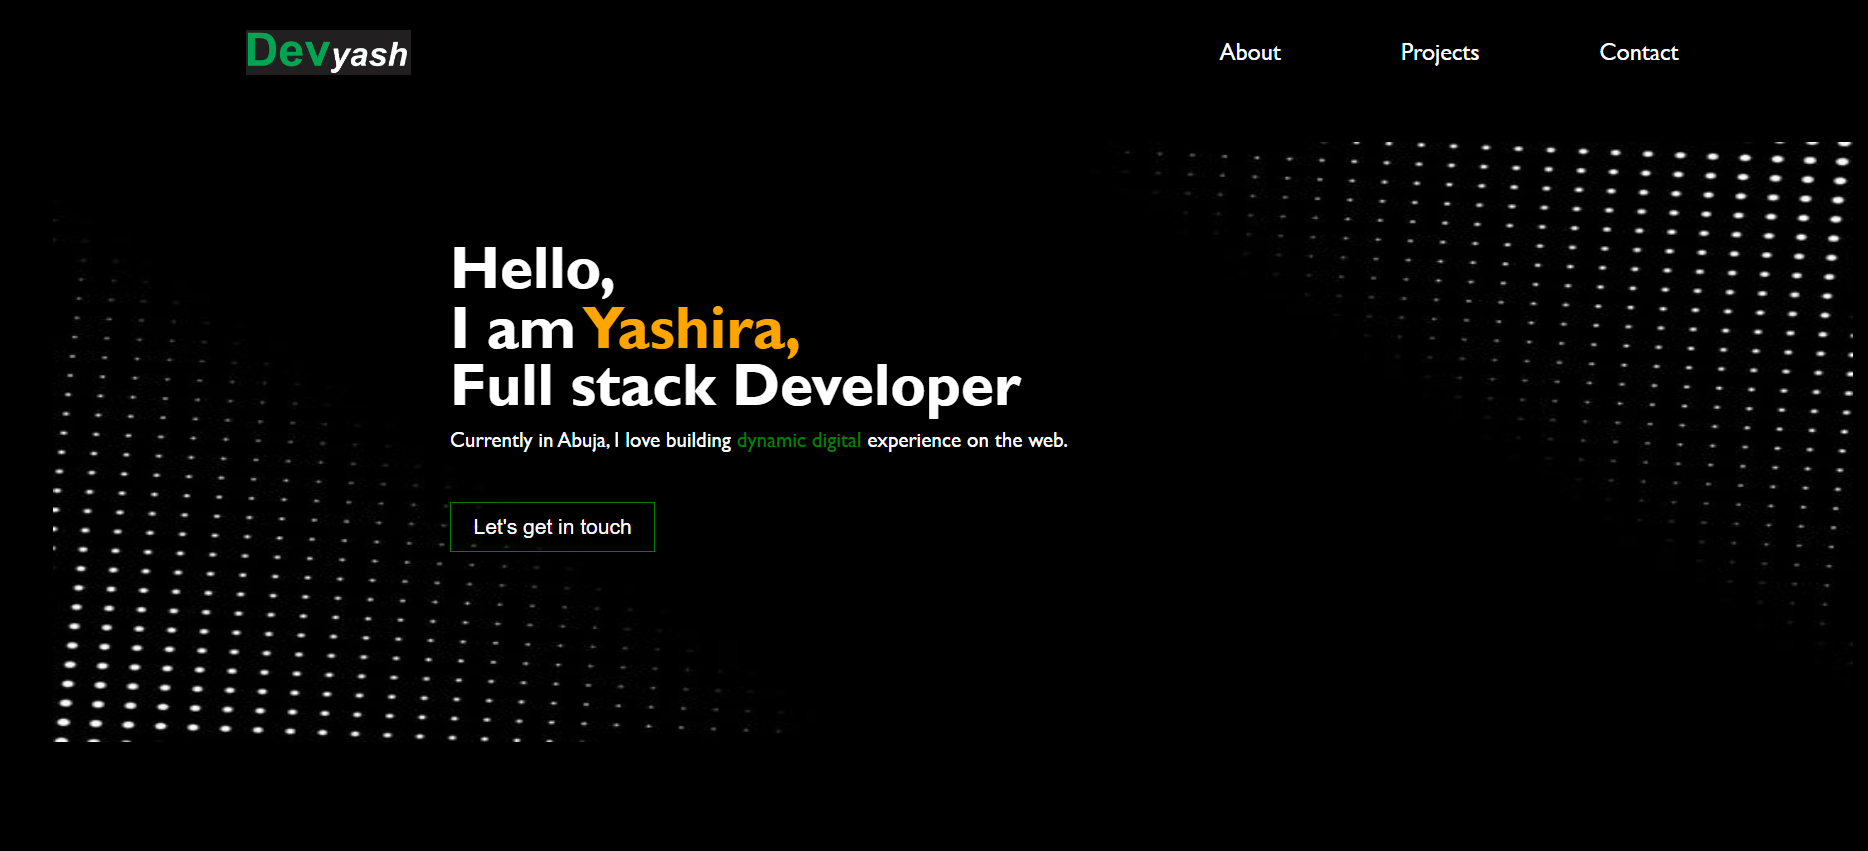 Devyash
About Projects Contact
Hello,
I am Yashira,
Full stack Developer
Currently in Abuja, I love building dynamic digital experience on the web.
Let's get in touch